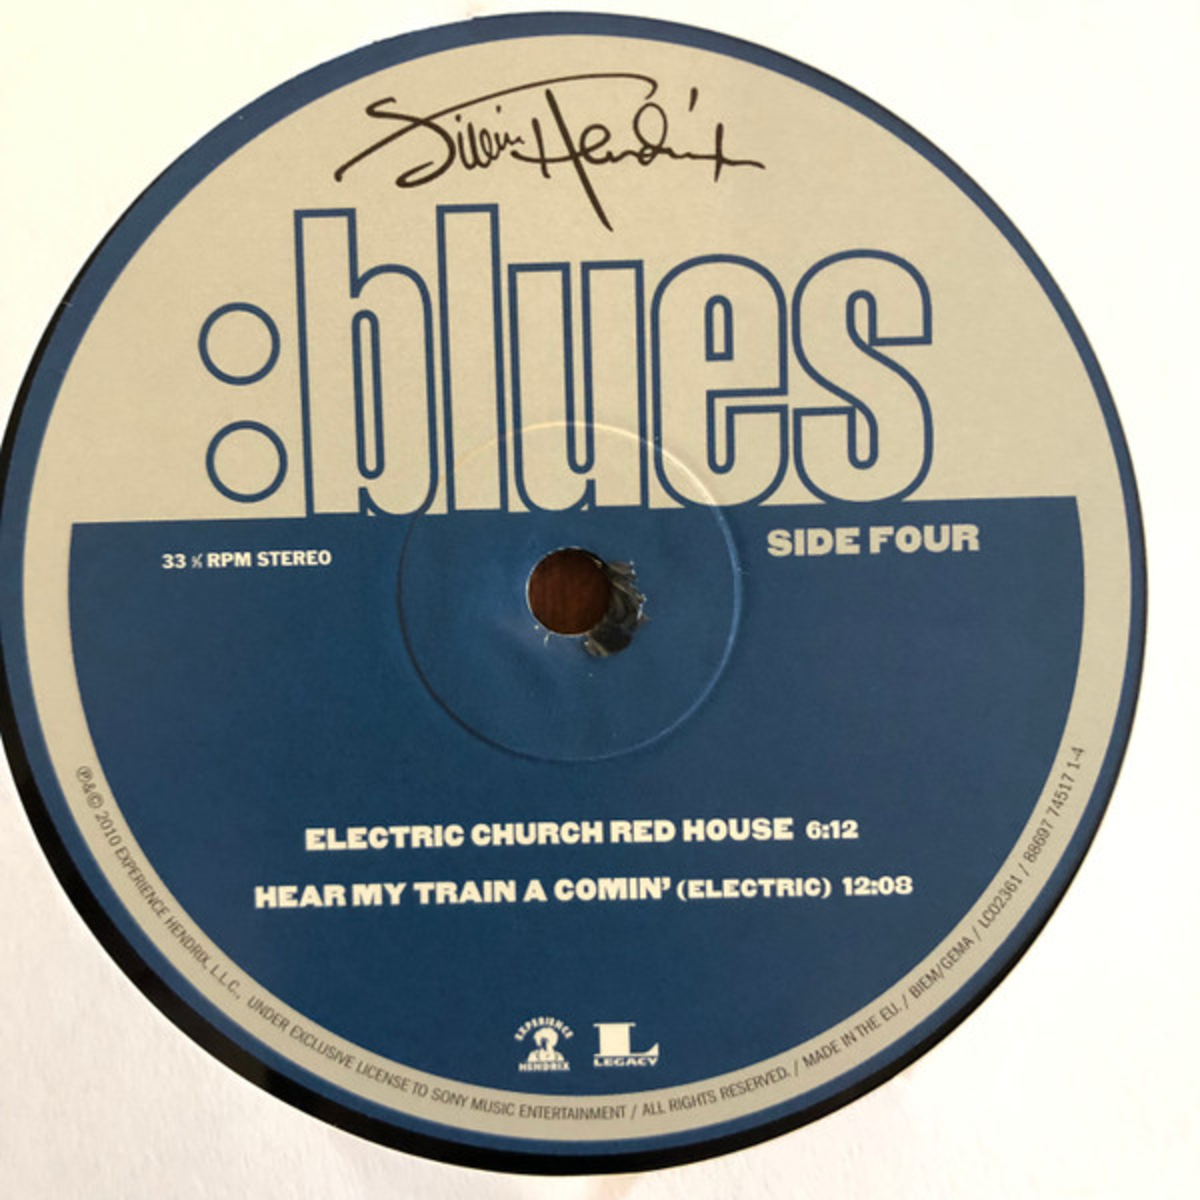 Jimi Hendrix
:blues
33 ⅓ RPM STEREO
SIDE FOUR
ELECTRIC CHURCH RED HOUSE 6:12
HEAR MY TRAIN A COMIN' (ELECTRIC) 12:08
EXPERIENCE
HENDRIX
L
LEGACY
℗&© 2010 EXPERIENCE HENDRIX, L.L.C., UNDER EXCLUSIVE LICENSE TO SONY MUSIC ENTERTAINMENT / ALL RIGHTS RESERVED. / MADE IN THE EU. / BIEM/GEMA / LC02361 / 88697 74517 1-4